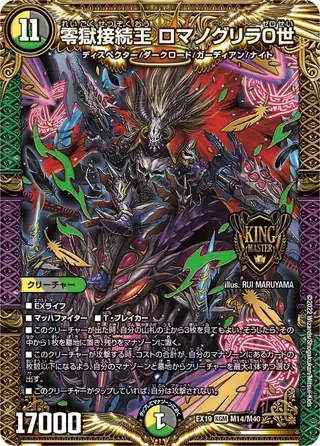 11
れいごくせつぞくおう
ゼロせい
零獄接続王 ロマノグリラ0世
ディスペクター/ダークロード/ガーディアン/ナイト
KING
MASTER
illus. RUI MARUYAMA
クリーチャー
■EXライフ
■マッハファイター ■T・ブレイカー
■このクリーチャーが出た時、自分の山札の上から3枚を見てもよい。そうしたら、その中から1枚を墓地に置き、残りをマナゾーンに置く。
■このクリーチャーが攻撃する時、コストの合計が、自分のマナゾーンにあるカードの枚数以下になるよう、自分のマナゾーンと墓地からクリーチャーを最大1体ずつ選び、出す。
■このクリーチャーがタップしていれば、自分は攻撃されない。
17000
1
EX19 KGM M14/M40